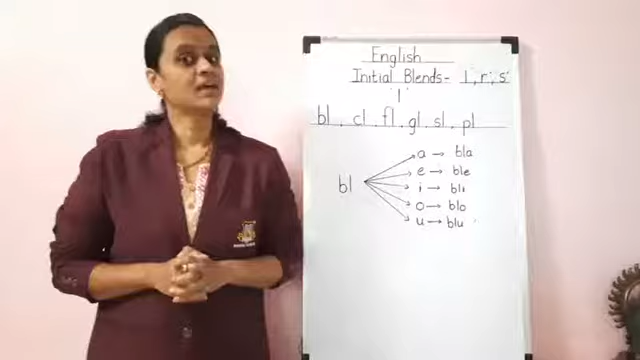 English
Initial Blends- l, r, s
'l'
bl, cl, fl, gl, sl, pl
a → bla
e → ble
bl i → bli
o → blo
u → blu